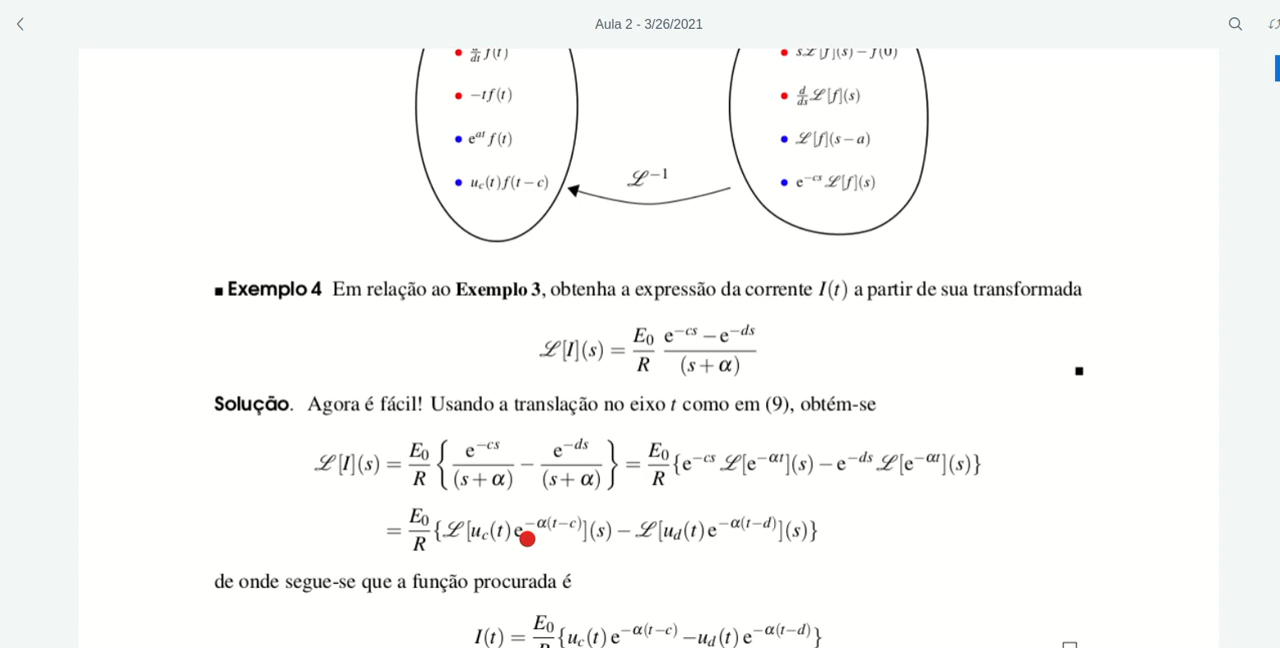 Aula 2 - 3/26/2021
• -t f(t)
• d/ds ℒ[f](s)
• e^{at} f(t)
• ℒ[f](s-a)
• u_c(t) f(t-c)
ℒ^{-1}
• e^{-cs} ℒ[f](s)
■ Exemplo 4 Em relação ao Exemplo 3, obtenha a expressão da corrente I(t) a partir de sua transformada
ℒ[I](s) = E_0/R (e^{-cs} - e^{-ds})/(s+α)
Solução. Agora é fácil! Usando a translação no eixo t como em (9), obtém-se
ℒ[I](s) = E_0/R { e^{-cs}/(s+α) - e^{-ds}/(s+α) } = E_0/R {e^{-cs} ℒ[e^{-αt}](s) - e^{-ds} ℒ[e^{-αt}](s)}
= E_0/R {ℒ[u_c(t) e^{-α(t-c)}](s) - ℒ[u_d(t) e^{-α(t-d)}](s)}
de onde segue-se que a função procurada é
I(t) = E_0/R {u_c(t) e^{-α(t-c)} - u_d(t) e^{-α(t-d)}}